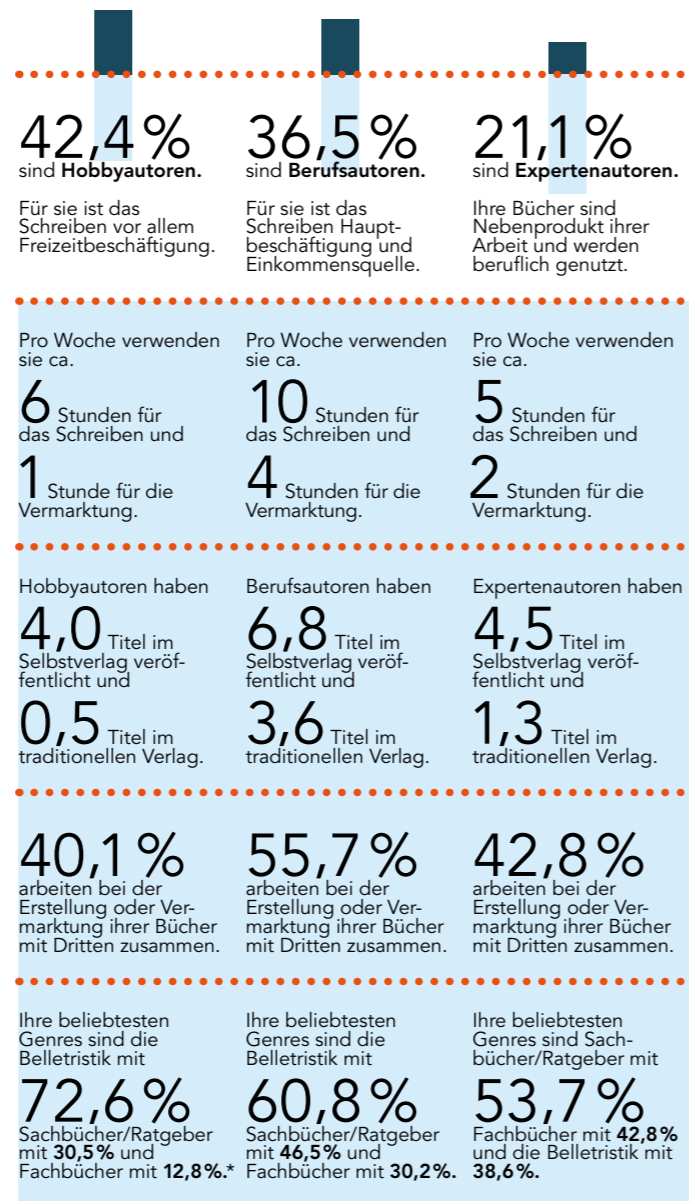 42,4 %
sind Hobbyautoren.
Für sie ist das
Schreiben vor allem
Freizeitbeschäftigung.
36,5 %
sind Berufsautoren.
Für sie ist das
Schreiben Haupt-
beschäftigung und
Einkommensquelle.
21,1 %
sind Expertenautoren.
Ihre Bücher sind
Nebenprodukt ihrer
Arbeit und werden
beruflich genutzt.
Pro Woche verwenden
sie ca.
6 Stunden für
das Schreiben und
1 Stunde für die
Vermarktung.
Pro Woche verwenden
sie ca.
10 Stunden für
das Schreiben und
4 Stunden für die
Vermarktung.
Pro Woche verwenden
sie ca.
5 Stunden für
das Schreiben und
2 Stunden für die
Vermarktung.
Hobbyautoren haben
4,0 Titel im
Selbstverlag veröf-
fentlicht und
0,5 Titel im
traditionellen Verlag.
Berufsautoren haben
6,8 Titel im
Selbstverlag veröf-
fentlicht und
3,6 Titel im
traditionellen Verlag.
Expertenautoren haben
4,5 Titel im
Selbstverlag veröf-
fentlicht und
1,3 Titel im
traditionellen Verlag.
40,1 %
arbeiten bei der
Erstellung oder Ver-
marktung ihrer Bücher
mit Dritten zusammen.
55,7 %
arbeiten bei der
Erstellung oder Ver-
marktung ihrer Bücher
mit Dritten zusammen.
42,8 %
arbeiten bei der
Erstellung oder Ver-
marktung ihrer Bücher
mit Dritten zusammen.
Ihre beliebtesten
Genres sind die
Belletristik mit
72,6 %
Sachbücher/Ratgeber
mit 30,5 % und
Fachbücher mit 12,8 %.*
Ihre beliebtesten
Genres sind die
Belletristik mit
60,8 %
Sachbücher/Ratgeber
mit 46,5 % und
Fachbücher mit 30,2 %.
Ihre beliebtesten
Genres sind Sach-
bücher/Ratgeber mit
53,7 %
Fachbücher mit 42,8 %
und die Belletristik mit
38,6 %.